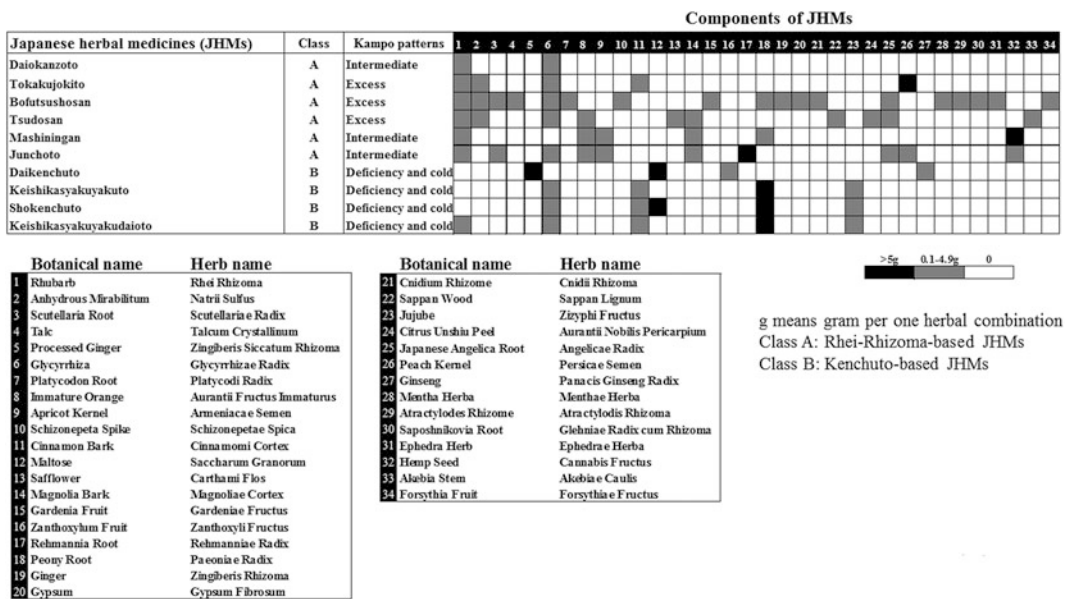 Components of JHMs
Japanese herbal medicines (JHMs) Class Kampo patterns 1 2 3 4 5 6 7 8 9 10 11 12 13 14 15 16 17 18 19 20 21 22 23 24 25 26 27 28 29 30 31 32 33 34
Daiokanzoto A Intermediate
Tokakujokito A Excess
Bofutsushosan A Excess
Tsudosan A Excess
Mashiningan A Intermediate
Junchoto A Intermediate
Daikenchuto B Deficiency and cold
Keishikasyakuyakuto B Deficiency and cold
Shokenchuto B Deficiency and cold
Keishikasyakuyakudaioto B Deficiency and cold
>5g 0.1-4.9g 0
g means gram per one herbal combination
Class A: Rhei-Rhizoma-based JHMs
Class B: Kenchuto-based JHMs
Botanical name Herb name
1 Rhubarb Rhei Rhizoma
2 Anhydrous Mirabilitum Natrii Sulfus
3 Scutellaria Root Scutellariae Radix
4 Talc Talcum Crystallinum
5 Processed Ginger Zingiberis Siccatum Rhizoma
6 Glycyrrhiza Glycyrrhizae Radix
7 Platycodon Root Platycodi Radix
8 Immature Orange Aurantii Fructus Immaturus
9 Apricot Kernel Armeniacae Semen
10 Schizonepeta Spike Schizonepetae Spica
11 Cinnamon Bark Cinnamomi Cortex
12 Maltose Saccharum Granorum
13 Safflower Carthami Flos
14 Magnolia Bark Magnoliae Cortex
15 Gardenia Fruit Gardeniae Fructus
16 Zanthoxylum Fruit Zanthoxyli Fructus
17 Rehmannia Root Rehmanniae Radix
18 Peony Root Paeoniae Radix
19 Ginger Zingiberis Rhizoma
20 Gypsum Gypsum Fibrosum
Botanical name Herb name
21 Cnidium Rhizome Cnidii Rhizoma
22 Sappan Wood Sappan Lignum
23 Jujube Zizyphi Fructus
24 Citrus Unshiu Peel Aurantii Nobilis Pericarpium
25 Japanese Angelica Root Angelicae Radix
26 Peach Kernel Persicae Semen
27 Ginseng Panacis Ginseng Radix
28 Mentha Herba Menthae Herba
29 Atractylodes Rhizome Atractylodis Rhizoma
30 Saposhnikovia Root Glehniae Radix cum Rhizoma
31 Ephedra Herb Ephedrae Herba
32 Hemp Seed Cannabis Fructus
33 Akebia Stem Akebiae Caulis
34 Forsythia Fruit Forsythiae Fructus